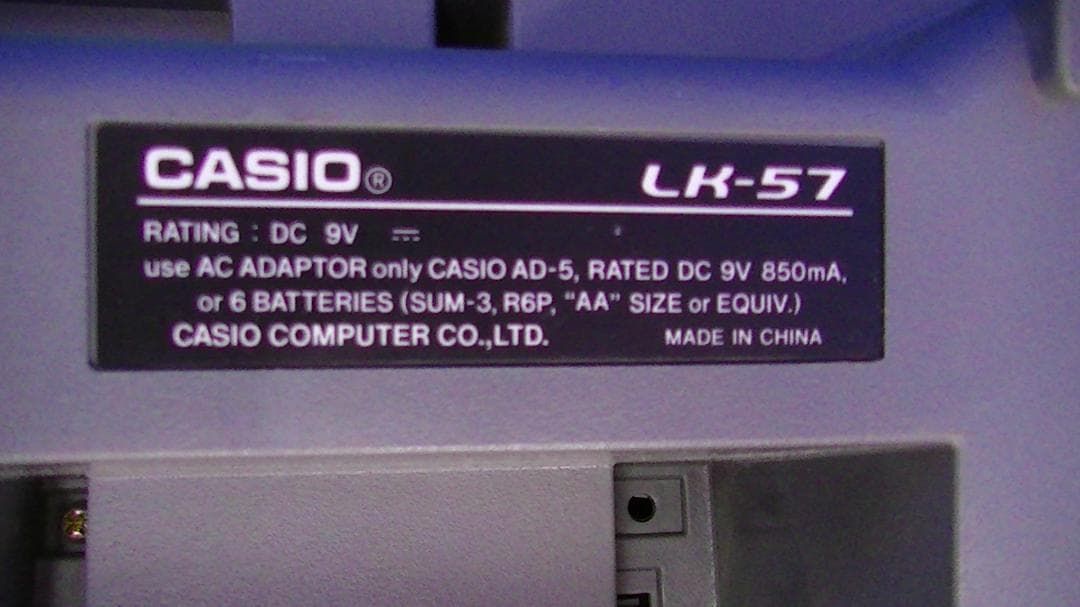 CASIO® LK-57
RATING : DC 9V ⎓
use AC ADAPTOR only CASIO AD-5, RATED DC 9V 850mA,
or 6 BATTERIES (SUM-3, R6P, "AA" SIZE or EQUIV.)
CASIO COMPUTER CO.,LTD. MADE IN CHINA